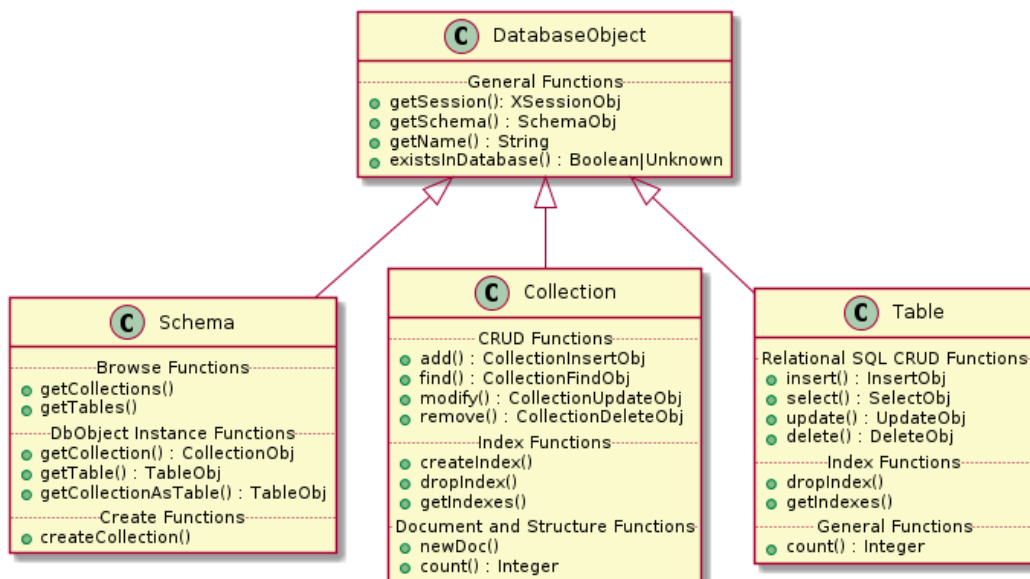 C DatabaseObject
General Functions
getSession(): XSessionObj
getSchema() : SchemaObj
getName() : String
existsInDatabase() : Boolean|Unknown
C Schema
Browse Functions
getCollections()
getTables()
DbObject Instance Functions
getCollection() : CollectionObj
getTable() : TableObj
getCollectionAsTable() : TableObj
Create Functions
createCollection()
C Collection
CRUD Functions
add() : CollectionInsertObj
find() : CollectionFindObj
modify() : CollectionUpdateObj
remove() : CollectionDeleteObj
Index Functions
createIndex()
dropIndex()
getIndexes()
Document and Structure Functions
newDoc()
count() : Integer
C Table
Relational SQL CRUD Functions
insert() : InsertObj
select() : SelectObj
update() : UpdateObj
delete() : DeleteObj
Index Functions
dropIndex()
getIndexes()
General Functions
count() : Integer